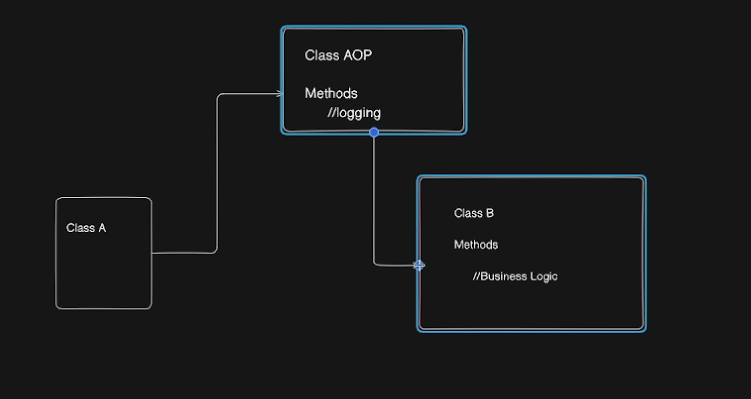 Class AOP
Methods
//logging
Class A
Class B
Methods
//Business Logic